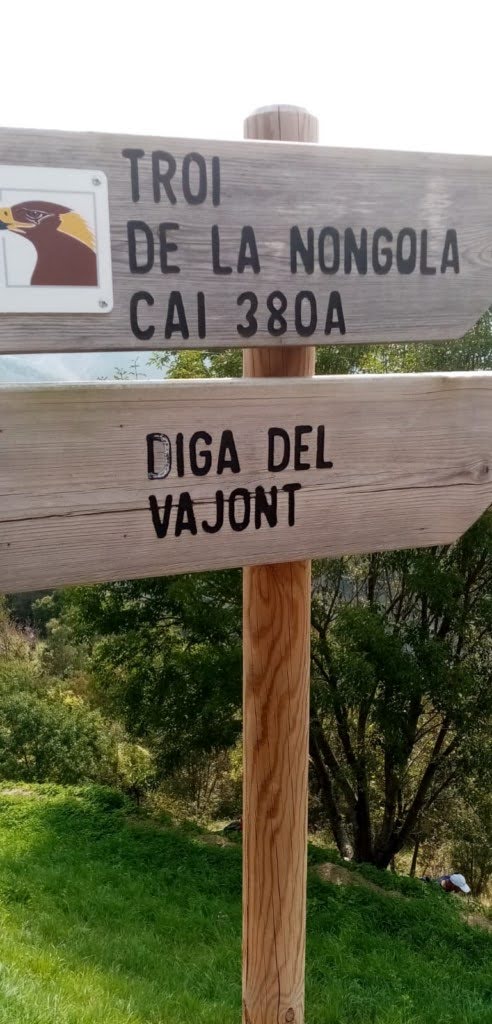 TROI
DE LA NONGOLA
CAI 380A
DIGA DEL
VAJONT